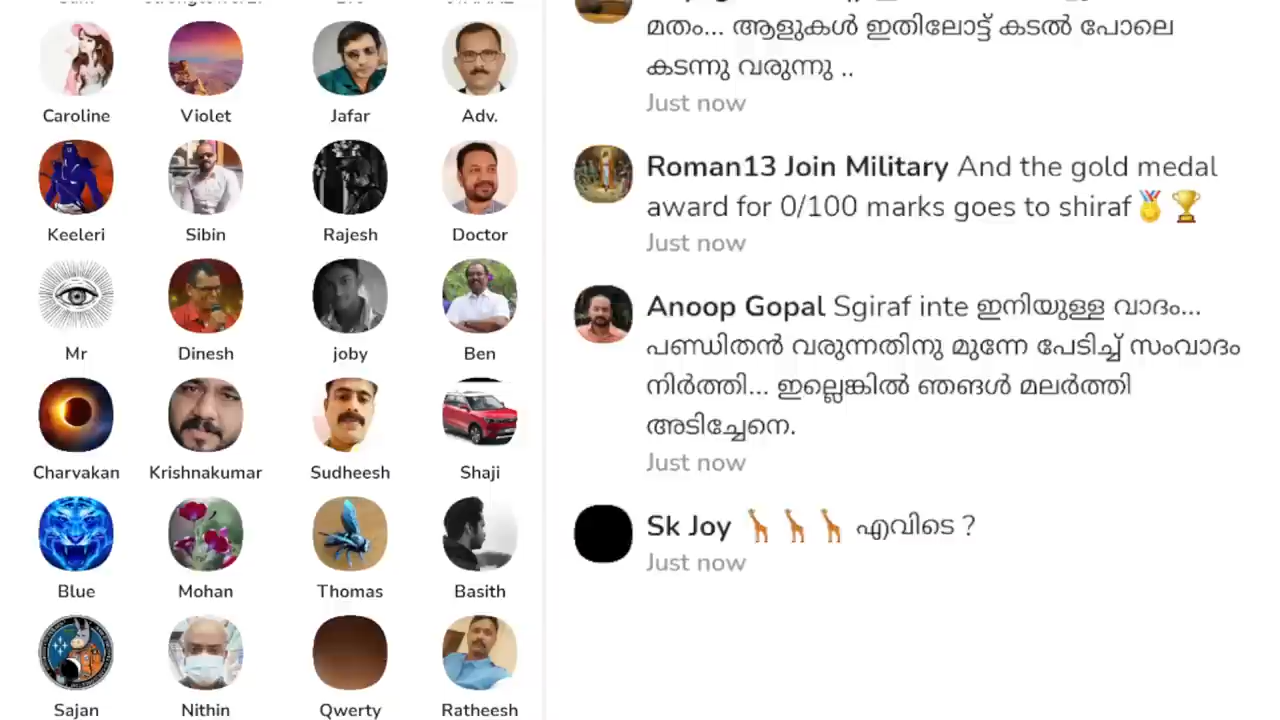 Caroline Violet Jafar Adv.
Keeleri Sibin Rajesh Doctor
Mr Dinesh joby Ben
Charvakan Krishnakumar Sudheesh Shaji
Blue Mohan Thomas Basith
Sajan Nithin Qwerty Ratheesh
മതം... ആളുകൾ ഇതിലോട്ട് കടൽ പോലെ
കടന്നു വരുന്നു ..
Just now
Roman13 Join Military And the gold medal
award for 0/100 marks goes to shiraf🏅🏆
Just now
Anoop Gopal Sgiraf inte ഇനിയുള്ള വാദം...
പണ്ഡിതൻ വരുന്നതിനു മുന്നേ പേടിച്ച് സംവാദം
നിർത്തി... ഇല്ലെങ്കിൽ ഞങൾ മലർത്തി
അടിച്ചേനെ.
Just now
Sk Joy 🦒🦒🦒 എവിടെ ?
Just now